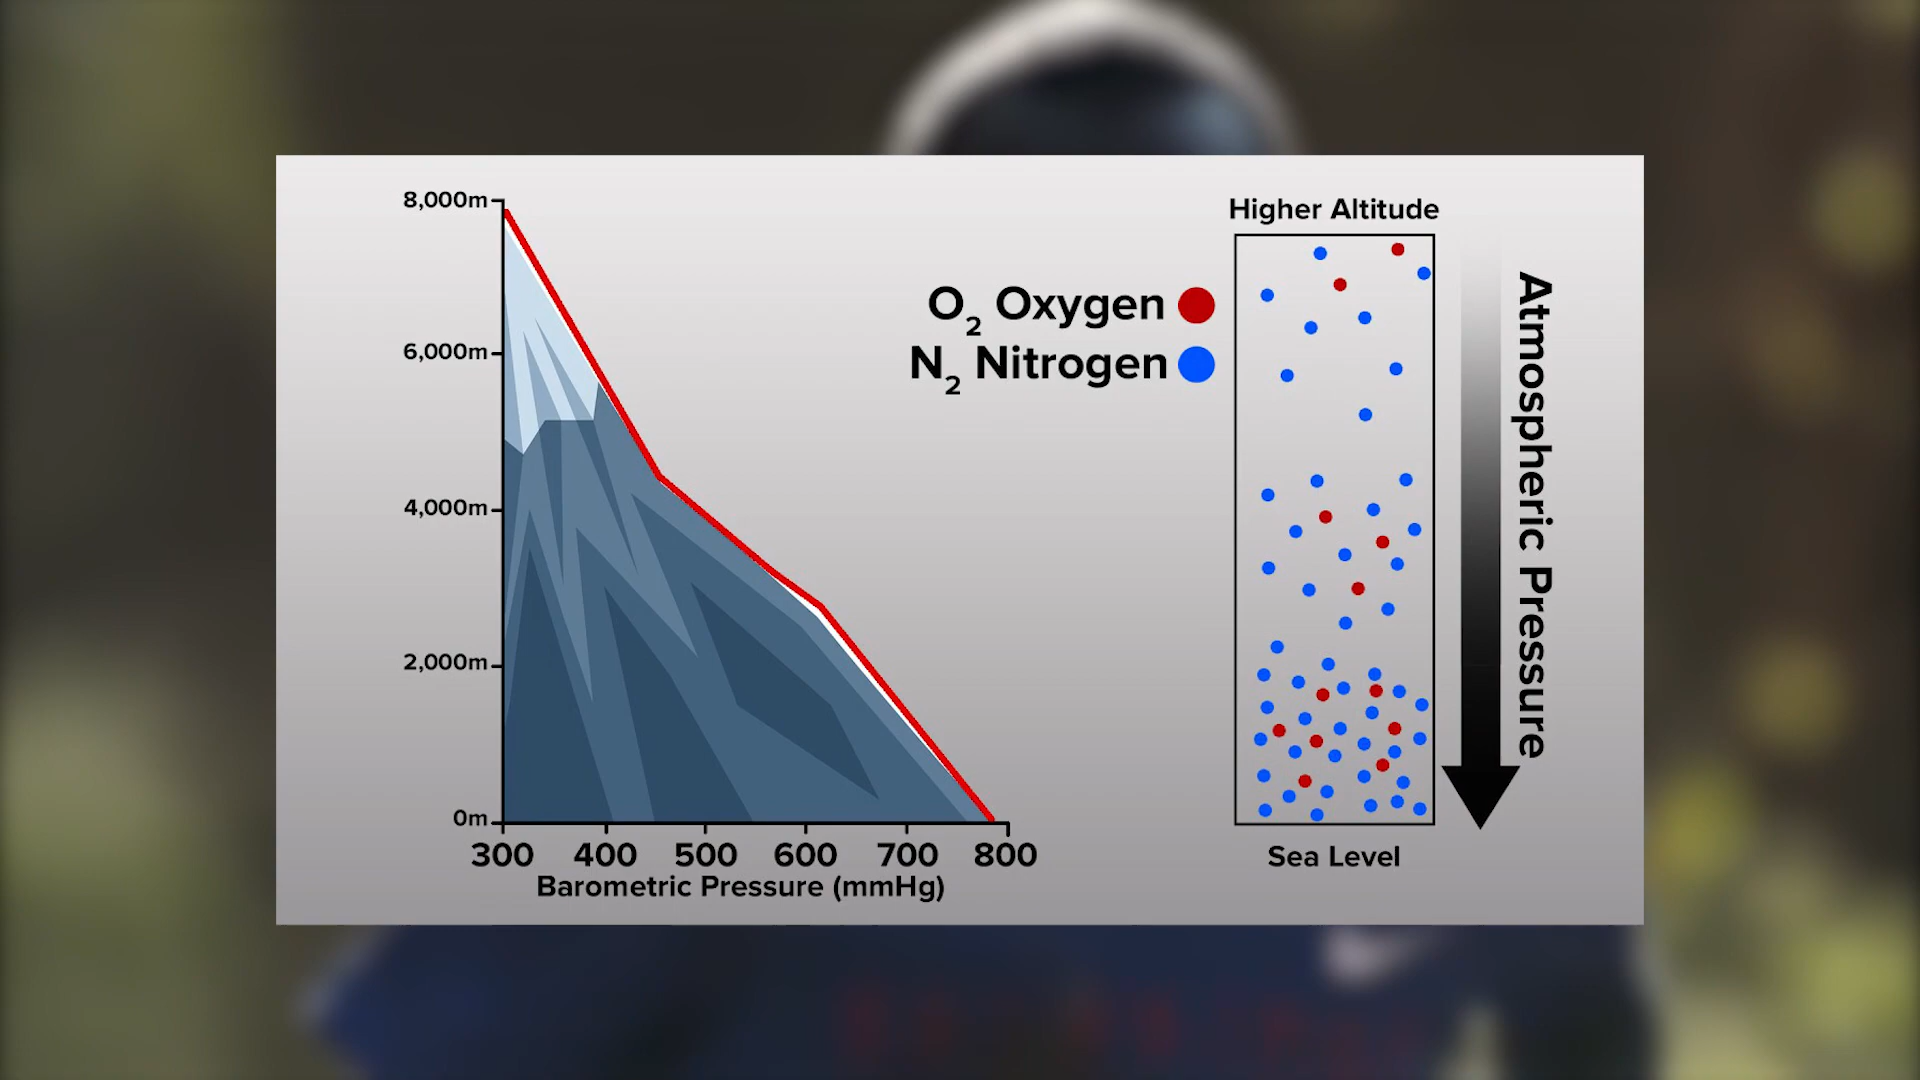 8,000m
6,000m
4,000m
2,000m
0m
300 400 500 600 700 800
Barometric Pressure (mmHg)
O₂ Oxygen
N₂ Nitrogen
Higher Altitude
Sea Level
Atmospheric Pressure